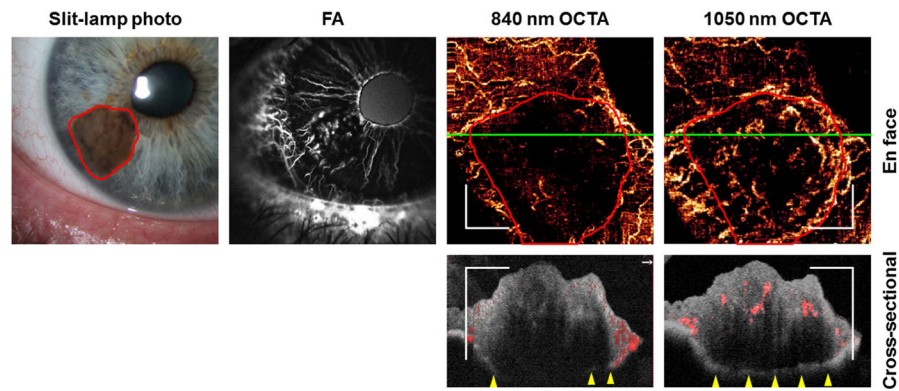 Slit-lamp photo
FA
840 nm OCTA
1050 nm OCTA
En face
Cross-sectional